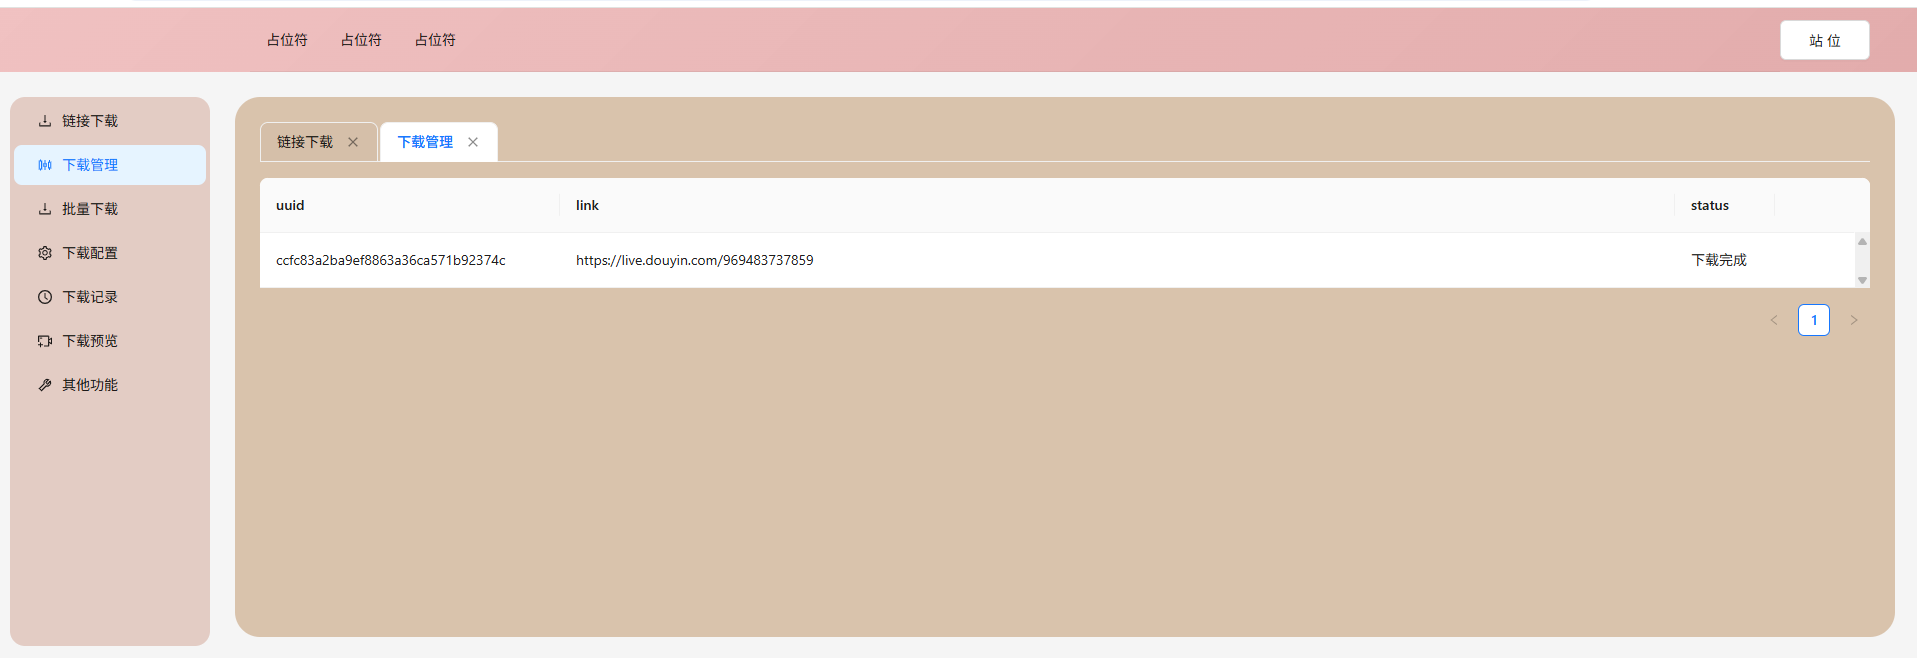 占位符 占位符 占位符 站 位
链接下载
下载管理
批量下载
下载配置
下载记录
下载预览
其他功能
链接下载 下载管理
uuid link status
ccfc83a2ba9ef8863a36ca571b92374c https://live.douyin.com/969483737859 下载完成
1